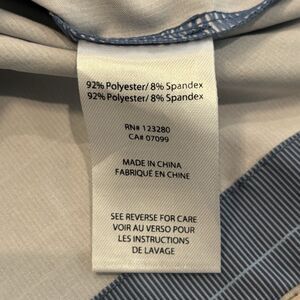 92% Polyester/ 8% Spandex
92% Polyester/ 8% Spandex
RN# 123280
CA# 07099
MADE IN CHINA
FABRIQUÉ EN CHINE
SEE REVERSE FOR CARE
VOIR AU VERSO POUR
LES INSTRUCTIONS
DE LAVAGE